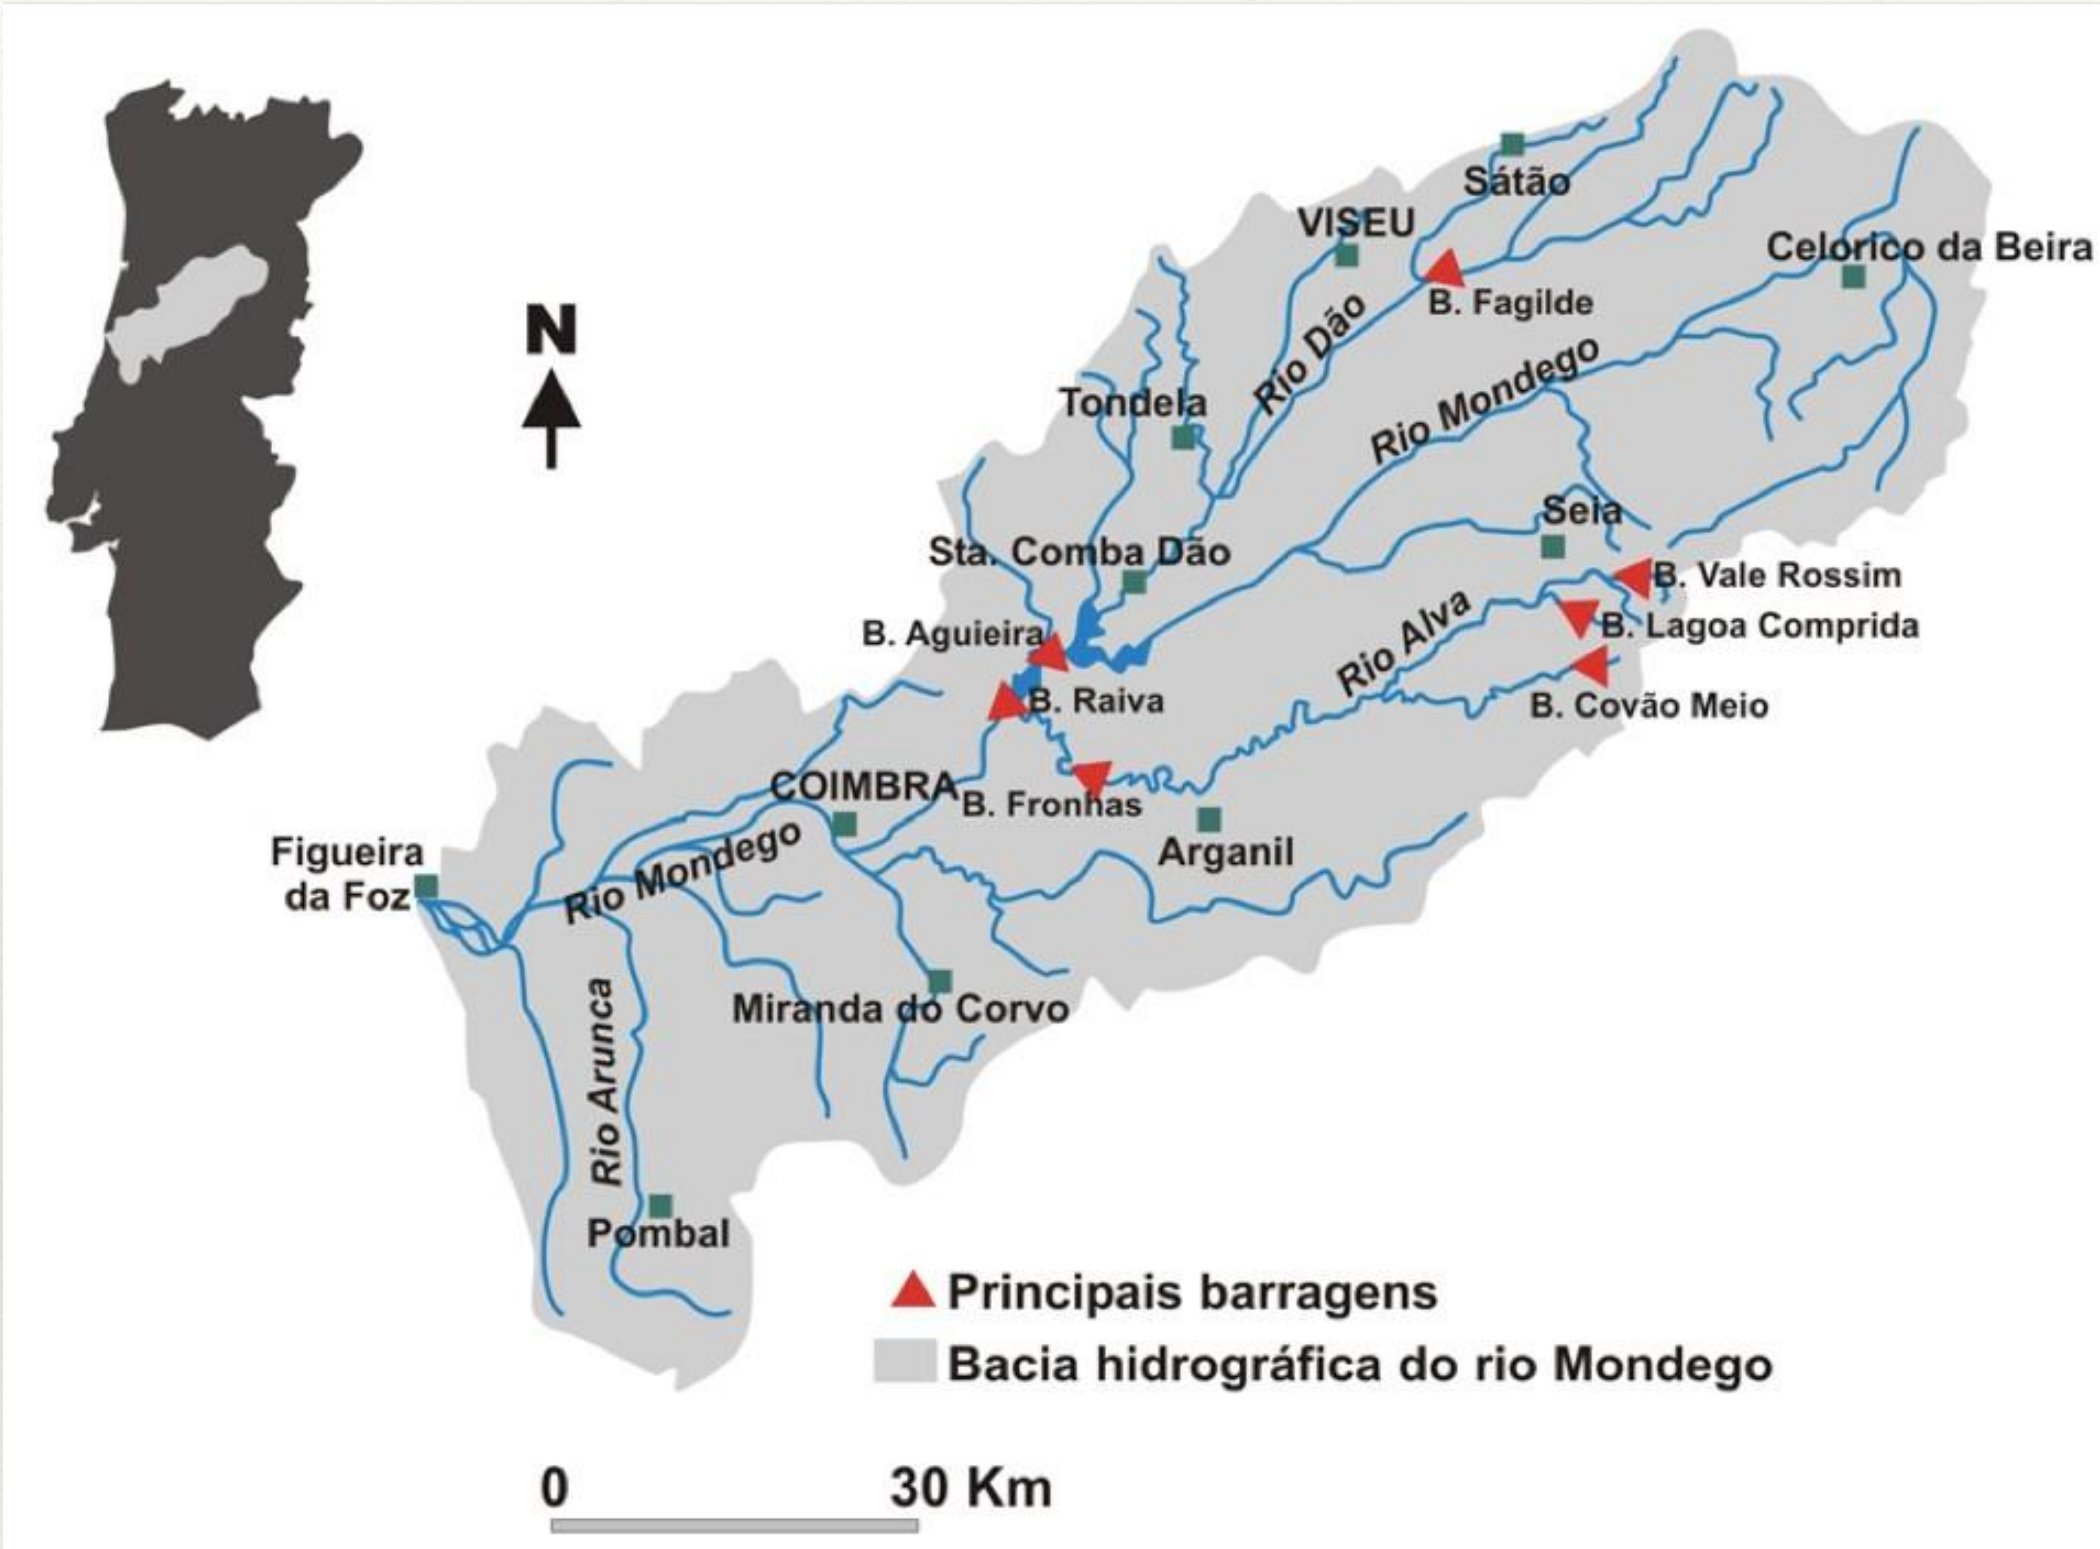 Sátão
VISEU
Celorico da Beira
B. Fagilde
Rio Dão
N
Rio Mondego
Tondela
Seia
Sta. Comba Dão
B. Vale Rossim
B. Lagoa Comprida
Rio Alva
B. Aguieira
B. Raiva
B. Covão Meio
COIMBRA
B. Fronhas
Arganil
Figueira
da Foz
Rio Mondego
Miranda do Corvo
Rio Arunca
Pombal
Principais barragens
Bacia hidrográfica do rio Mondego
0
30 Km